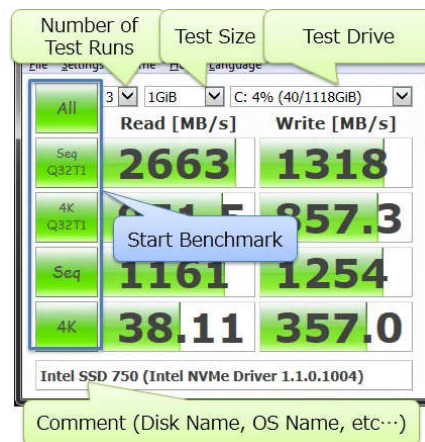 Number of
Test Runs
Test Size
Test Drive
File
Language
All
3
1GiB
C: 4% (40/1118GiB)
Read [MB/s]
Write [MB/s]
Seq
Q32T1
2663
1318
4K
Q32T1
857.3
Start Benchmark
Seq
1161
1254
4K
38.11
357.0
Intel SSD 750 (Intel NVMe Driver 1.1.0.1004)
Comment (Disk Name, OS Name, etc…)